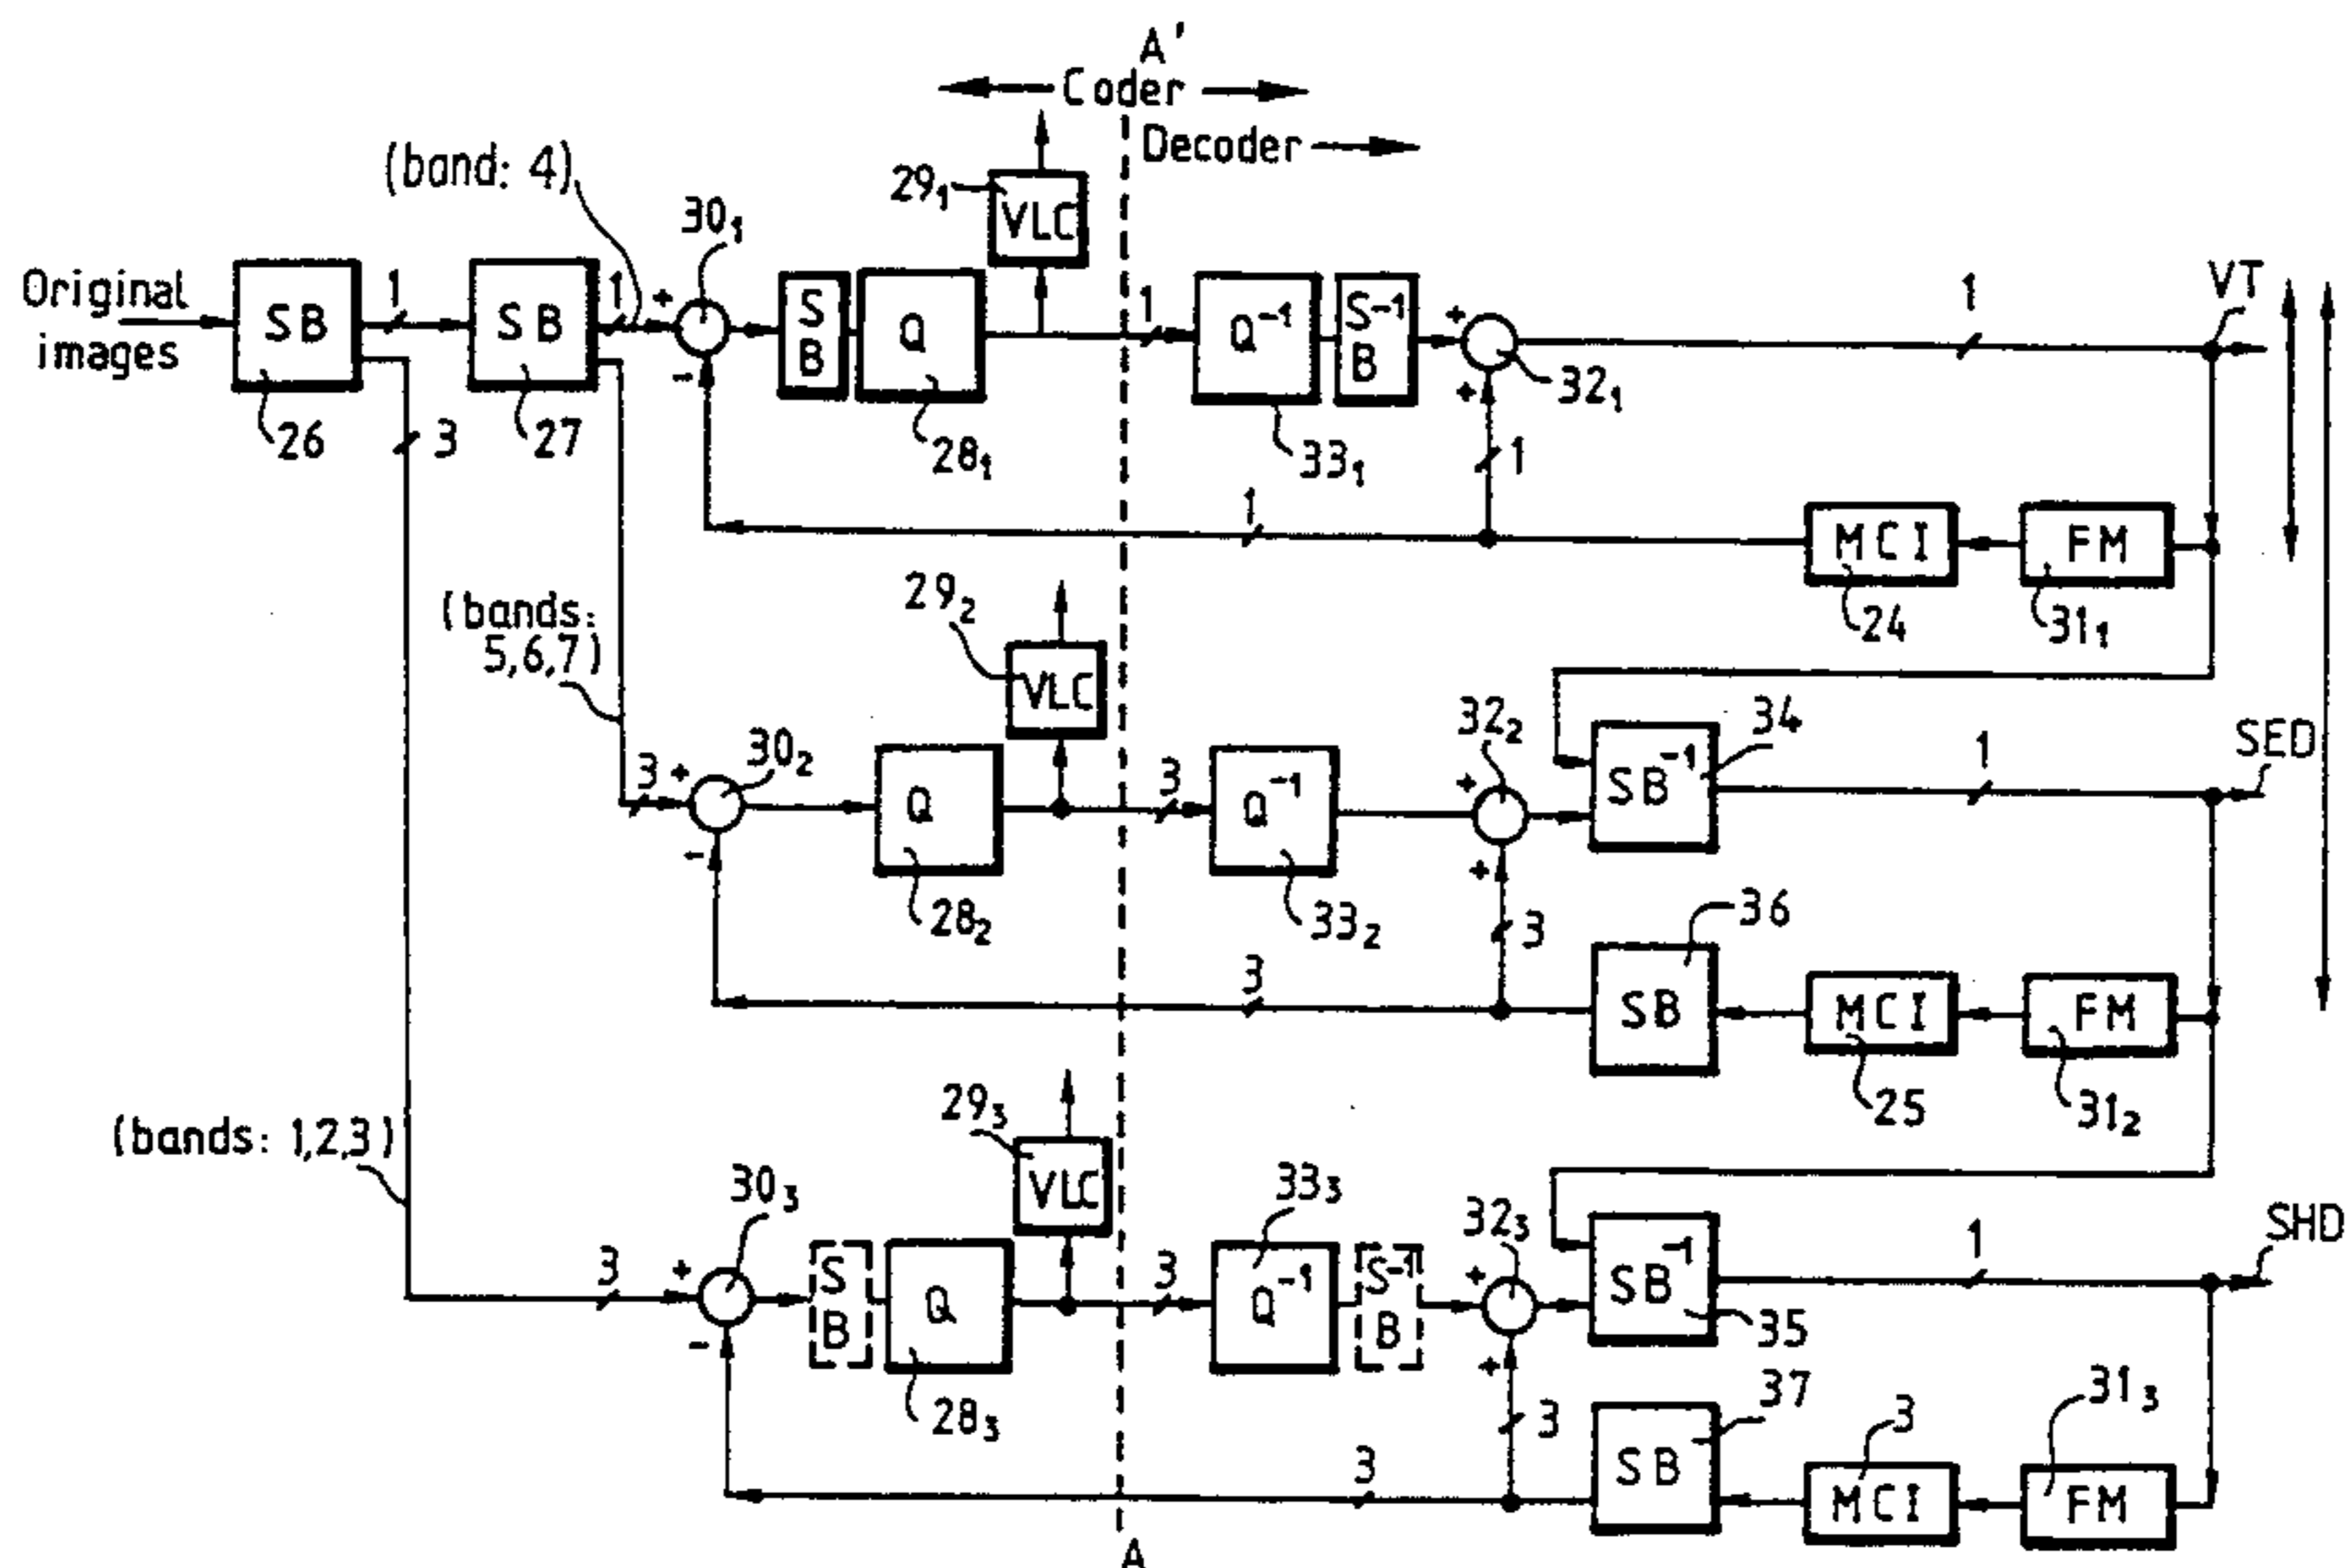 A'
Coder
Decoder
(band: 4)
29₁
VLC
30₁
Original
images
SB
1
SB
1
+
-
S
B
Q
1
Q⁻¹
S⁻¹
B
+
+
32₁
1
VT
26
3
27
28₁
33₁
1
1
MCI
FM
24
31₁
(bands:
5,6,7)
29₂
VLC
30₂
3
+
-
Q
3
Q⁻¹
32₂
+
+
SB⁻¹
34
1
SED
28₂
33₂
3
3
36
SB
MCI
FM
25
31₂
(bands: 1,2,3)
29₃
VLC
30₃
33₃
32₃
3
+
-
S
B
Q
3
Q⁻¹
S⁻¹
B
+
+
SB⁻¹
35
1
SHD
28₃
3
3
37
SB
3
MCI
31₃
FM
A